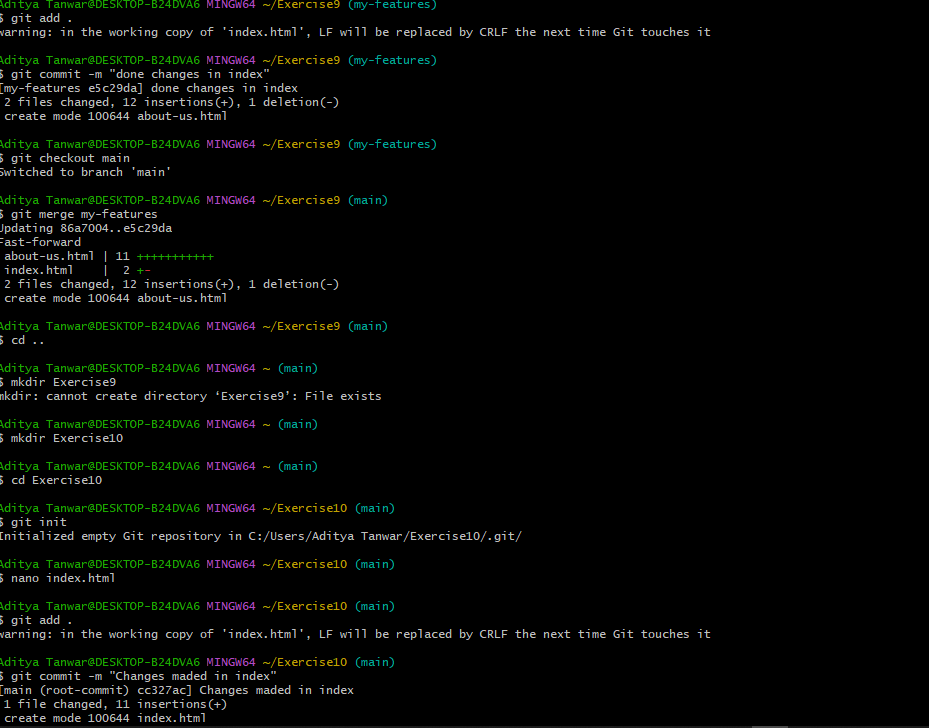 Aditya Tanwar@DESKTOP-B24DVA6 MINGW64 ~/Exercise9 (my-features)
$ git add .
warning: in the working copy of 'index.html', LF will be replaced by CRLF the next time Git touches it
Aditya Tanwar@DESKTOP-B24DVA6 MINGW64 ~/Exercise9 (my-features)
$ git commit -m "done changes in index"
[my-features e5c29da] done changes in index
2 files changed, 12 insertions(+), 1 deletion(-)
create mode 100644 about-us.html
Aditya Tanwar@DESKTOP-B24DVA6 MINGW64 ~/Exercise9 (my-features)
$ git checkout main
Switched to branch 'main'
Aditya Tanwar@DESKTOP-B24DVA6 MINGW64 ~/Exercise9 (main)
$ git merge my-features
Updating 86a7004..e5c29da
Fast-forward
about-us.html | 11 +++++++++++
index.html    |  2 +-
2 files changed, 12 insertions(+), 1 deletion(-)
create mode 100644 about-us.html
Aditya Tanwar@DESKTOP-B24DVA6 MINGW64 ~/Exercise9 (main)
$ cd ..
Aditya Tanwar@DESKTOP-B24DVA6 MINGW64 ~ (main)
$ mkdir Exercise9
mkdir: cannot create directory ‘Exercise9’: File exists
Aditya Tanwar@DESKTOP-B24DVA6 MINGW64 ~ (main)
$ mkdir Exercise10
Aditya Tanwar@DESKTOP-B24DVA6 MINGW64 ~ (main)
$ cd Exercise10
Aditya Tanwar@DESKTOP-B24DVA6 MINGW64 ~/Exercise10 (main)
$ git init
Initialized empty Git repository in C:/Users/Aditya Tanwar/Exercise10/.git/
Aditya Tanwar@DESKTOP-B24DVA6 MINGW64 ~/Exercise10 (main)
$ nano index.html
Aditya Tanwar@DESKTOP-B24DVA6 MINGW64 ~/Exercise10 (main)
$ git add .
warning: in the working copy of 'index.html', LF will be replaced by CRLF the next time Git touches it
Aditya Tanwar@DESKTOP-B24DVA6 MINGW64 ~/Exercise10 (main)
$ git commit -m "Changes maded in index"
[main (root-commit) cc327ac] Changes maded in index
1 file changed, 11 insertions(+)
create mode 100644 index.html